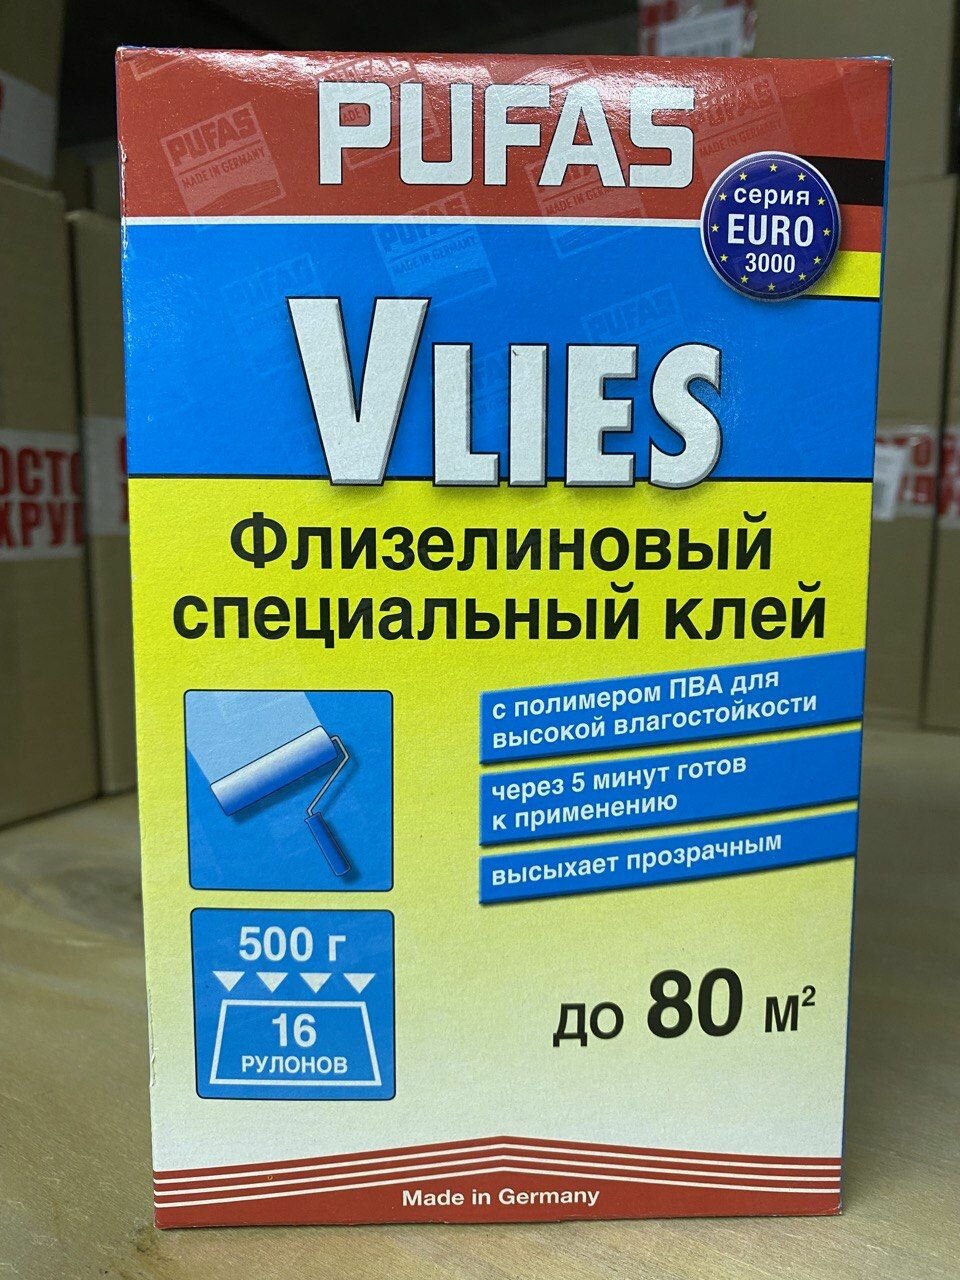 PUFAS
серия
EURO
3000
PUFAS
MADE IN GERMANY
VLIES
Флизелиновый
специальный клей
с полимером ПВА для
высокой влагостойкости
через 5 минут готов
к применению
высыхает прозрачным
500 г
16
РУЛОНОВ
до 80 м²
Made in Germany